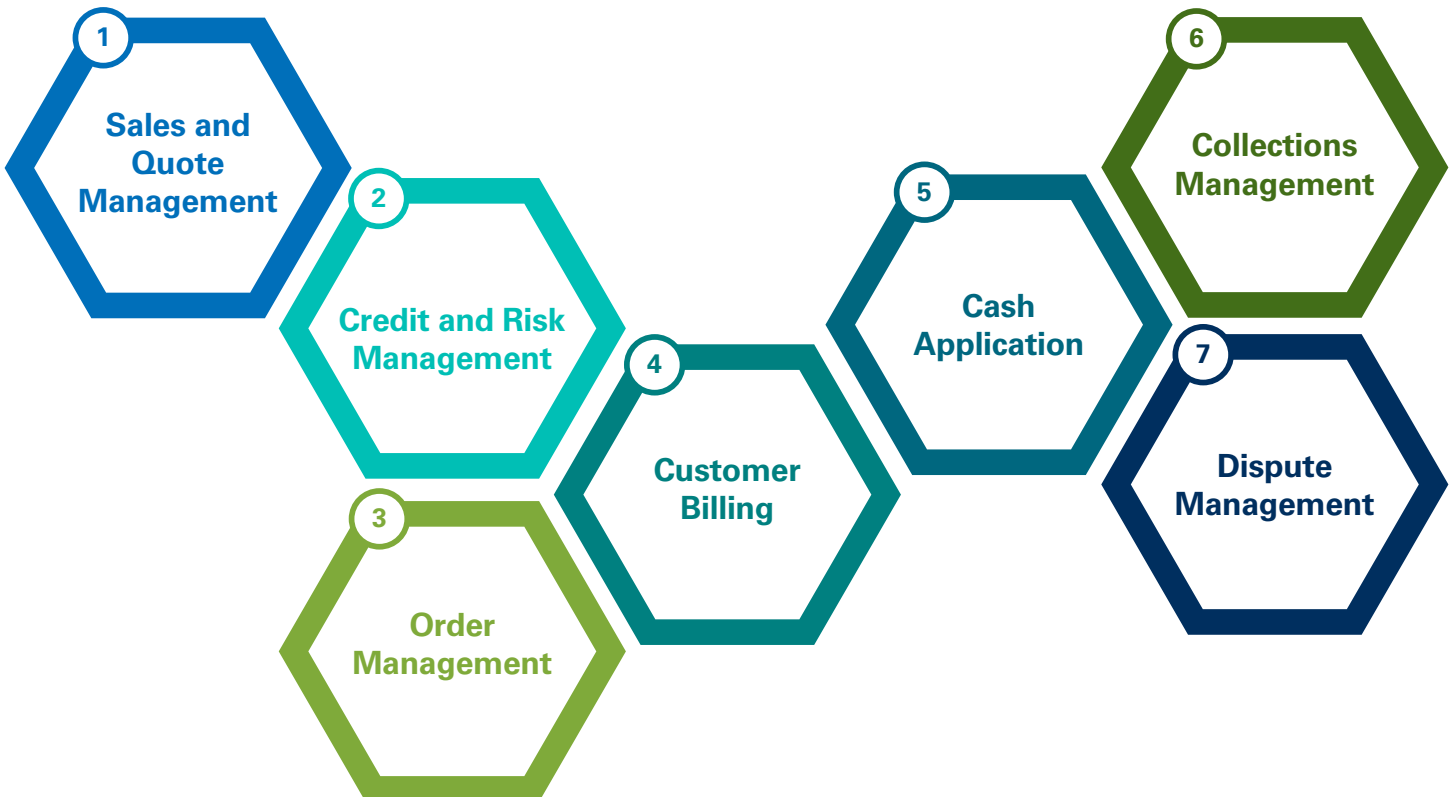 1
Sales and
Quote
Management
2
Credit and Risk
Management
3
Order
Management
4
Customer
Billing
5
Cash
Application
6
Collections
Management
7
Dispute
Management